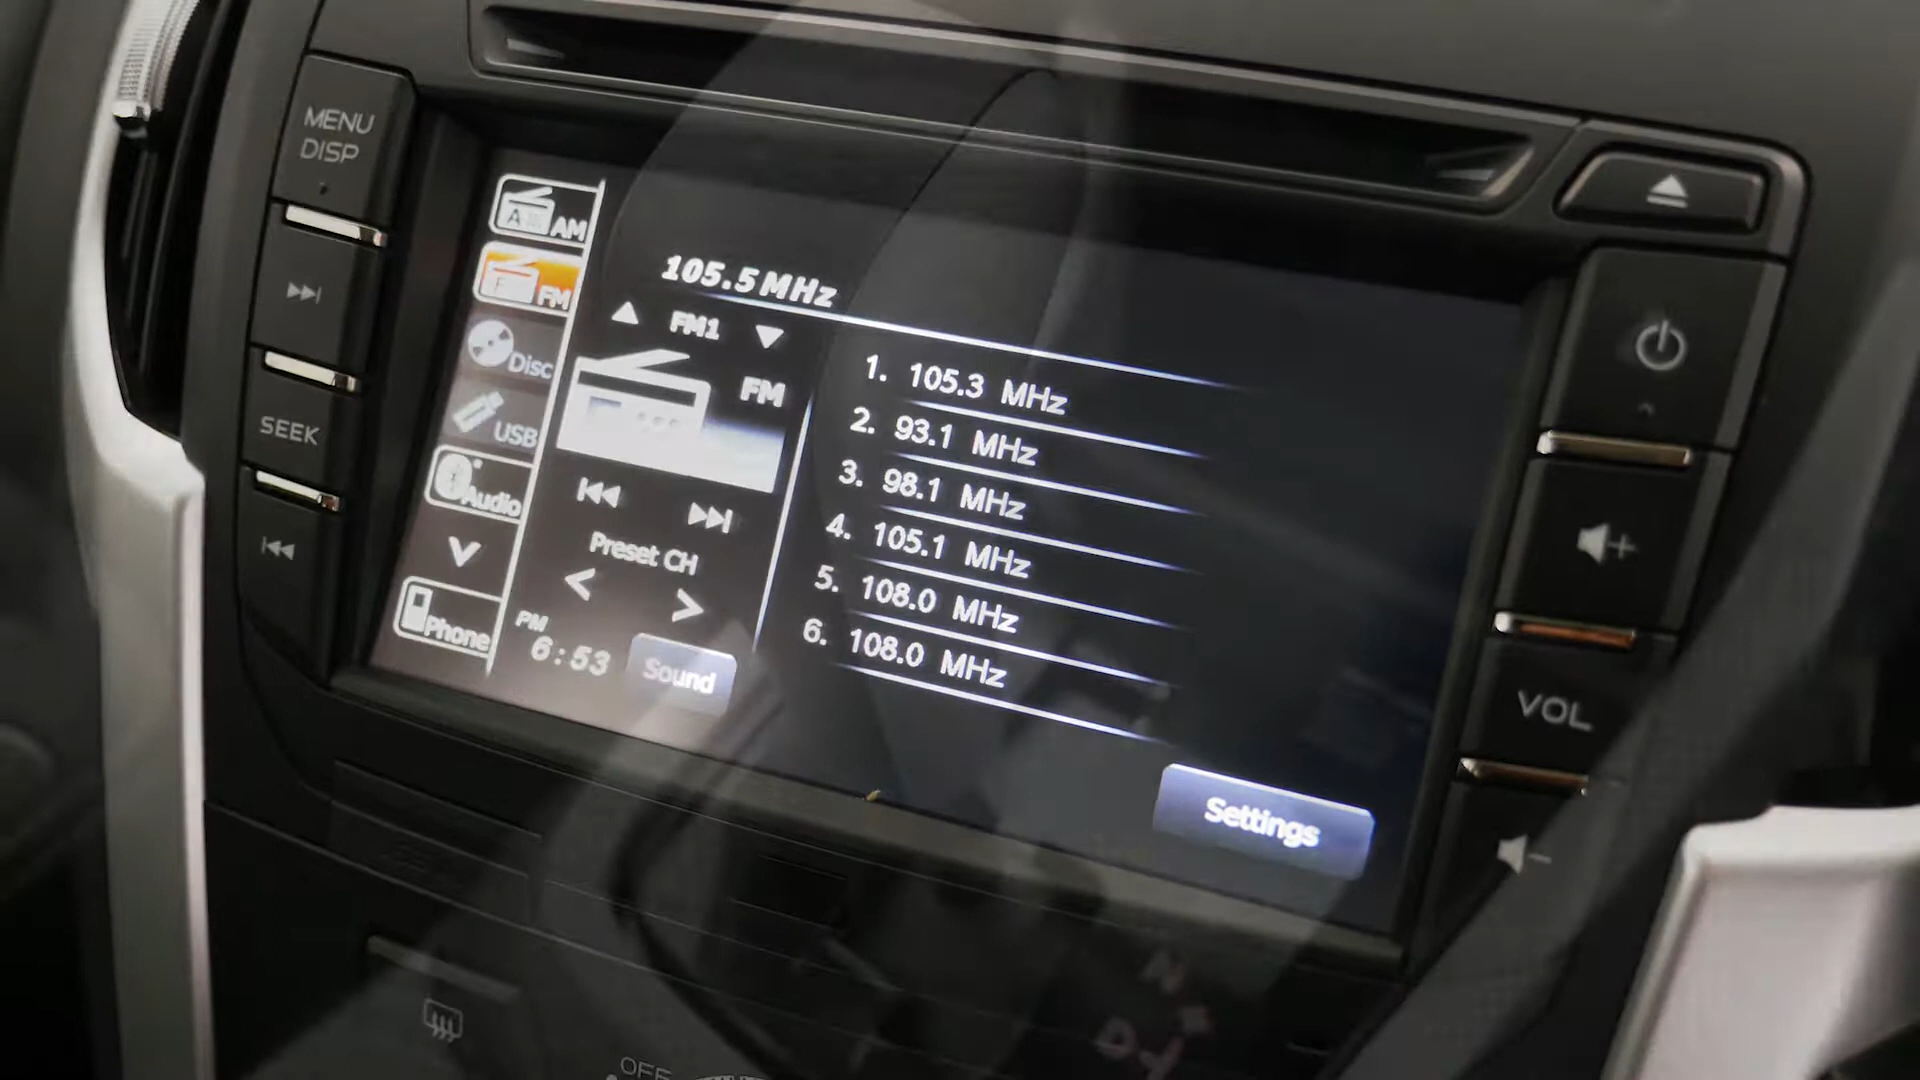 MENU
DISP
AM
FM
Disc
USB
Audio
Phone
SEEK
105.5MHz
FM1
FM
Preset CH
PM
6:53
Sound
1. 105.3 MHz
2. 93.1 MHz
3. 98.1 MHz
4. 105.1 MHz
5. 108.0 MHz
6. 108.0 MHz
Settings
VOL
OFF